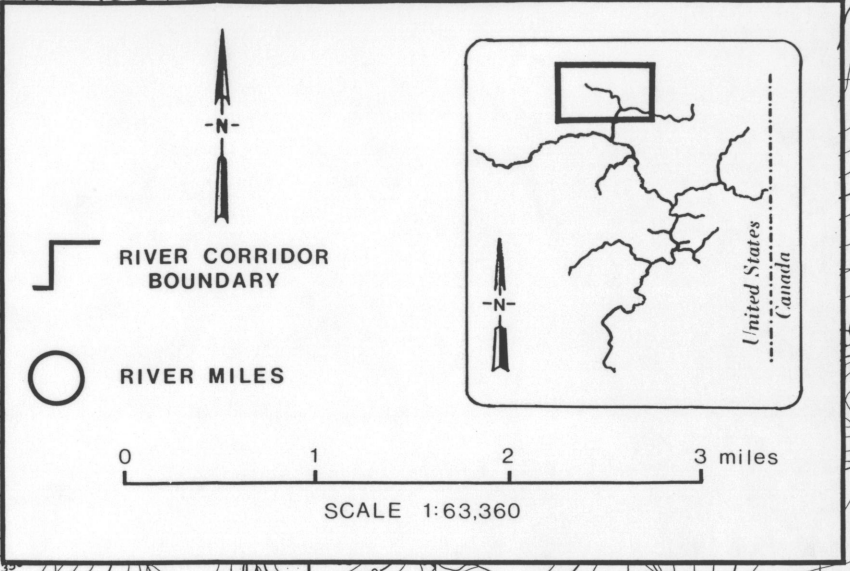 -N-
RIVER CORRIDOR
BOUNDARY
RIVER MILES
-N-
United States
Canada
0 1 2 3 miles
SCALE 1:63,360